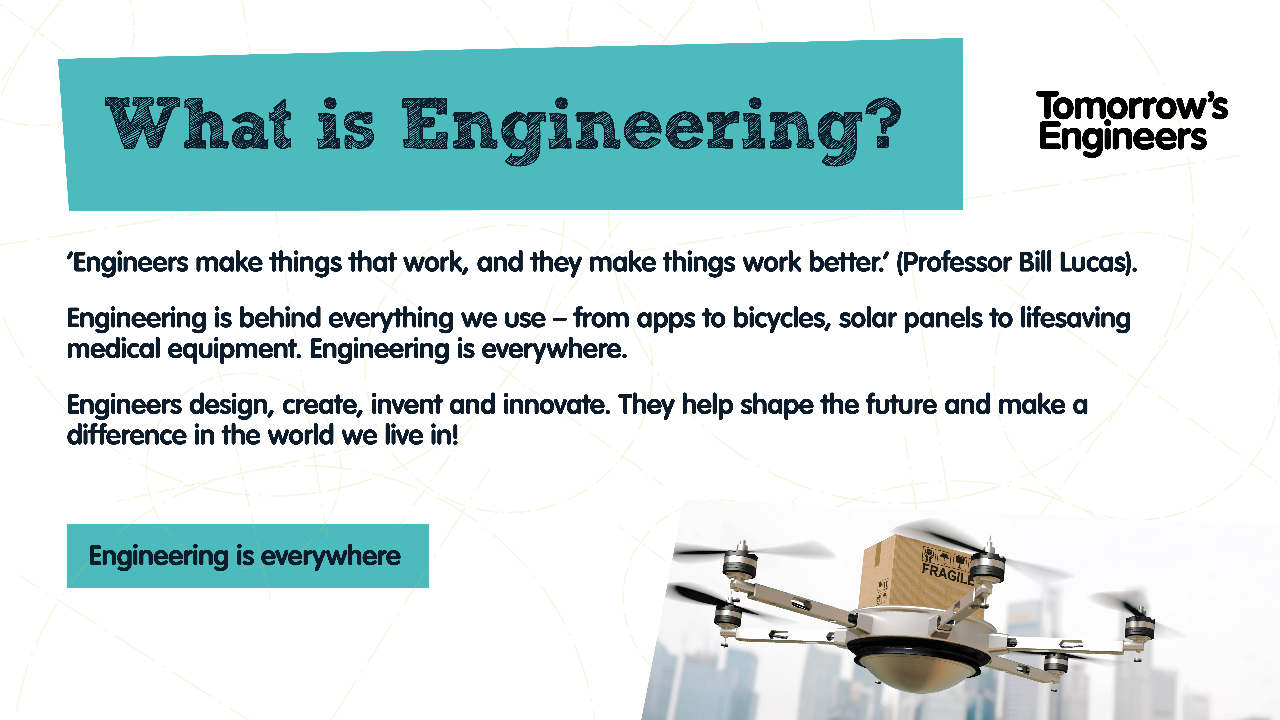 What is Engineering?
Tomorrow's
Engineers
'Engineers make things that work, and they make things work better.' (Professor Bill Lucas).
Engineering is behind everything we use – from apps to bicycles, solar panels to lifesaving
medical equipment. Engineering is everywhere.
Engineers design, create, invent and innovate. They help shape the future and make a
difference in the world we live in!
Engineering is everywhere
FRAGILE